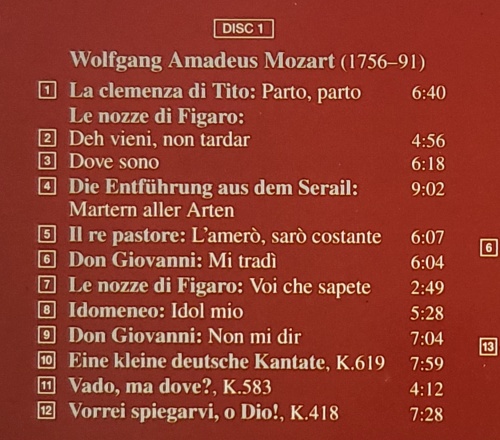 DISC 1
Wolfgang Amadeus Mozart (1756–91)
1 La clemenza di Tito: Parto, parto 6:40
Le nozze di Figaro:
2 Deh vieni, non tardar 4:56
3 Dove sono 6:18
4 Die Entführung aus dem Serail: 9:02
Martern aller Arten
5 Il re pastore: L'amerò, sarò costante 6:07
6
6 Don Giovanni: Mi tradì 6:04
7 Le nozze di Figaro: Voi che sapete 2:49
8 Idomeneo: Idol mio 5:28
9 Don Giovanni: Non mi dir 7:04
13
10 Eine kleine deutsche Kantate, K.619 7:59
11 Vado, ma dove?, K.583 4:12
12 Vorrei spiegarvi, o Dio!, K.418 7:28